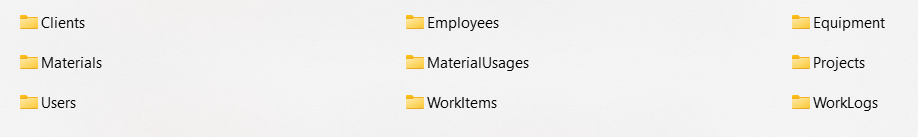 Clients Employees Equipment
Materials MaterialUsages Projects
Users WorkItems WorkLogs